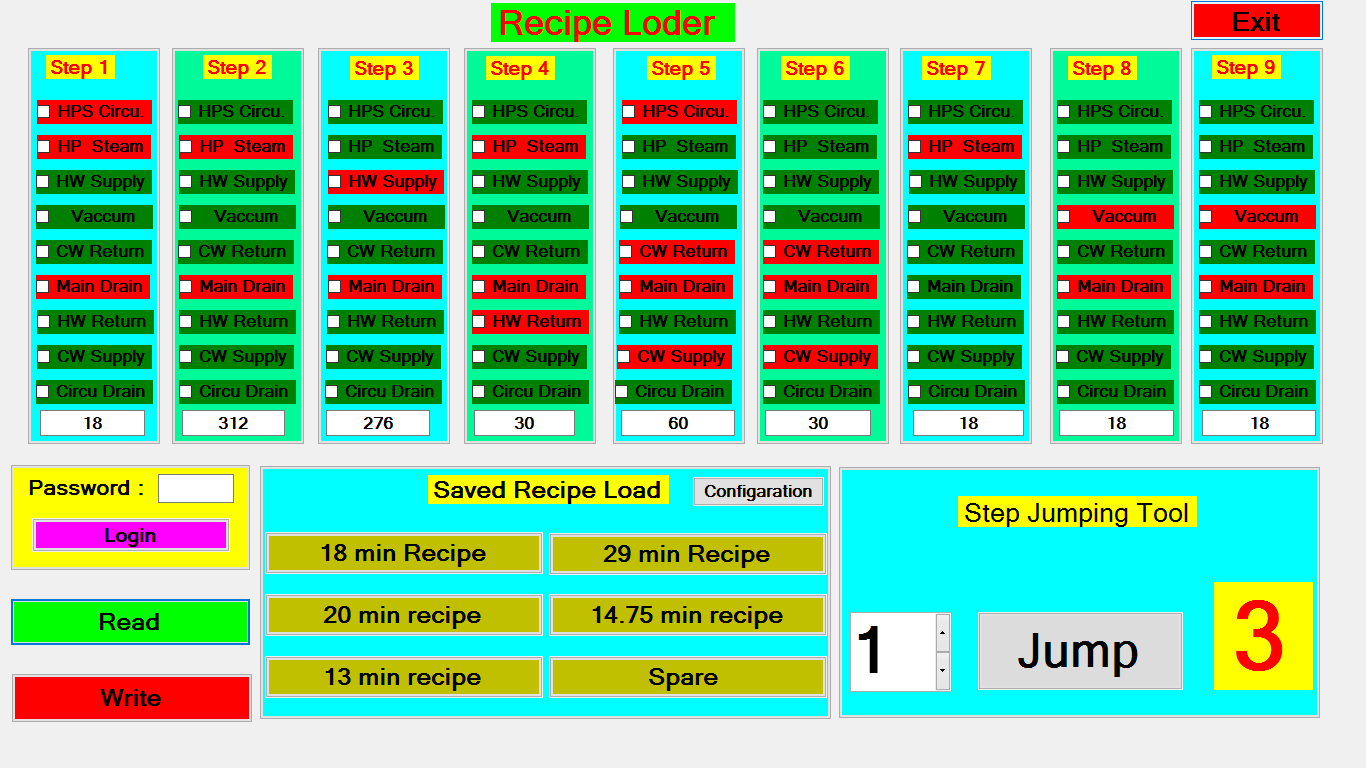 Recipe Loder
Exit
Step 1 Step 2 Step 3 Step 4 Step 5 Step 6 Step 7 Step 8 Step 9
HPS Circu. HPS Circu. HPS Circu. HPS Circu. HPS Circu. HPS Circu. HPS Circu. HPS Circu. HPS Circu.
HP Steam HP Steam HP Steam HP Steam HP Steam HP Steam HP Steam HP Steam HP Steam
HW Supply HW Supply HW Supply HW Supply HW Supply HW Supply HW Supply HW Supply HW Supply
Vaccum Vaccum Vaccum Vaccum Vaccum Vaccum Vaccum Vaccum Vaccum
CW Return CW Return CW Return CW Return CW Return CW Return CW Return CW Return CW Return
Main Drain Main Drain Main Drain Main Drain Main Drain Main Drain Main Drain Main Drain Main Drain
HW Return HW Return HW Return HW Return HW Return HW Return HW Return HW Return HW Return
CW Supply CW Supply CW Supply CW Supply CW Supply CW Supply CW Supply CW Supply CW Supply
Circu Drain Circu Drain Circu Drain Circu Drain Circu Drain Circu Drain Circu Drain Circu Drain Circu Drain
18 312 276 30 60 30 18 18 18
Password :
Login
Read
Write
Saved Recipe Load
Configaration
18 min Recipe 29 min Recipe
20 min recipe 14.75 min recipe
13 min recipe Spare
Step Jumping Tool
1 Jump 3